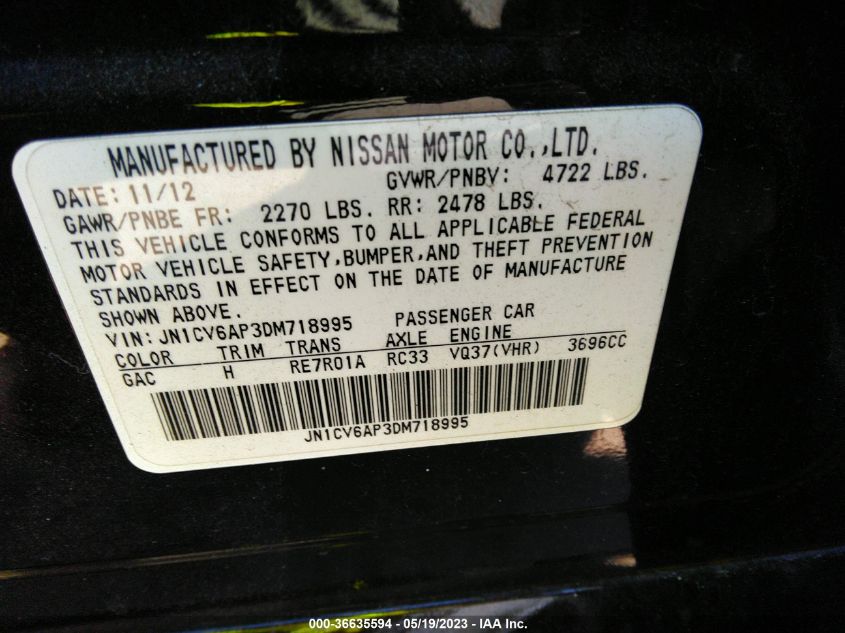 MANUFACTURED BY NISSAN MOTOR CO.,LTD.
DATE: 11/12 GVWR/PNBV: 4722 LBS.
GAWR/PNBE FR: 2270 LBS. RR: 2478 LBS.
THIS VEHICLE CONFORMS TO ALL APPLICABLE FEDERAL
MOTOR VEHICLE SAFETY,BUMPER,AND THEFT PREVENTION
STANDARDS IN EFFECT ON THE DATE OF MANUFACTURE
SHOWN ABOVE.
VIN: JN1CV6AP3DM718995 PASSENGER CAR
COLOR TRIM TRANS AXLE ENGINE
GAC H RE7R01A RC33 VQ37(VHR) 3696CC
JN1CV6AP3DM718995
000-36635594 - 05/19/2023 - IAA Inc.